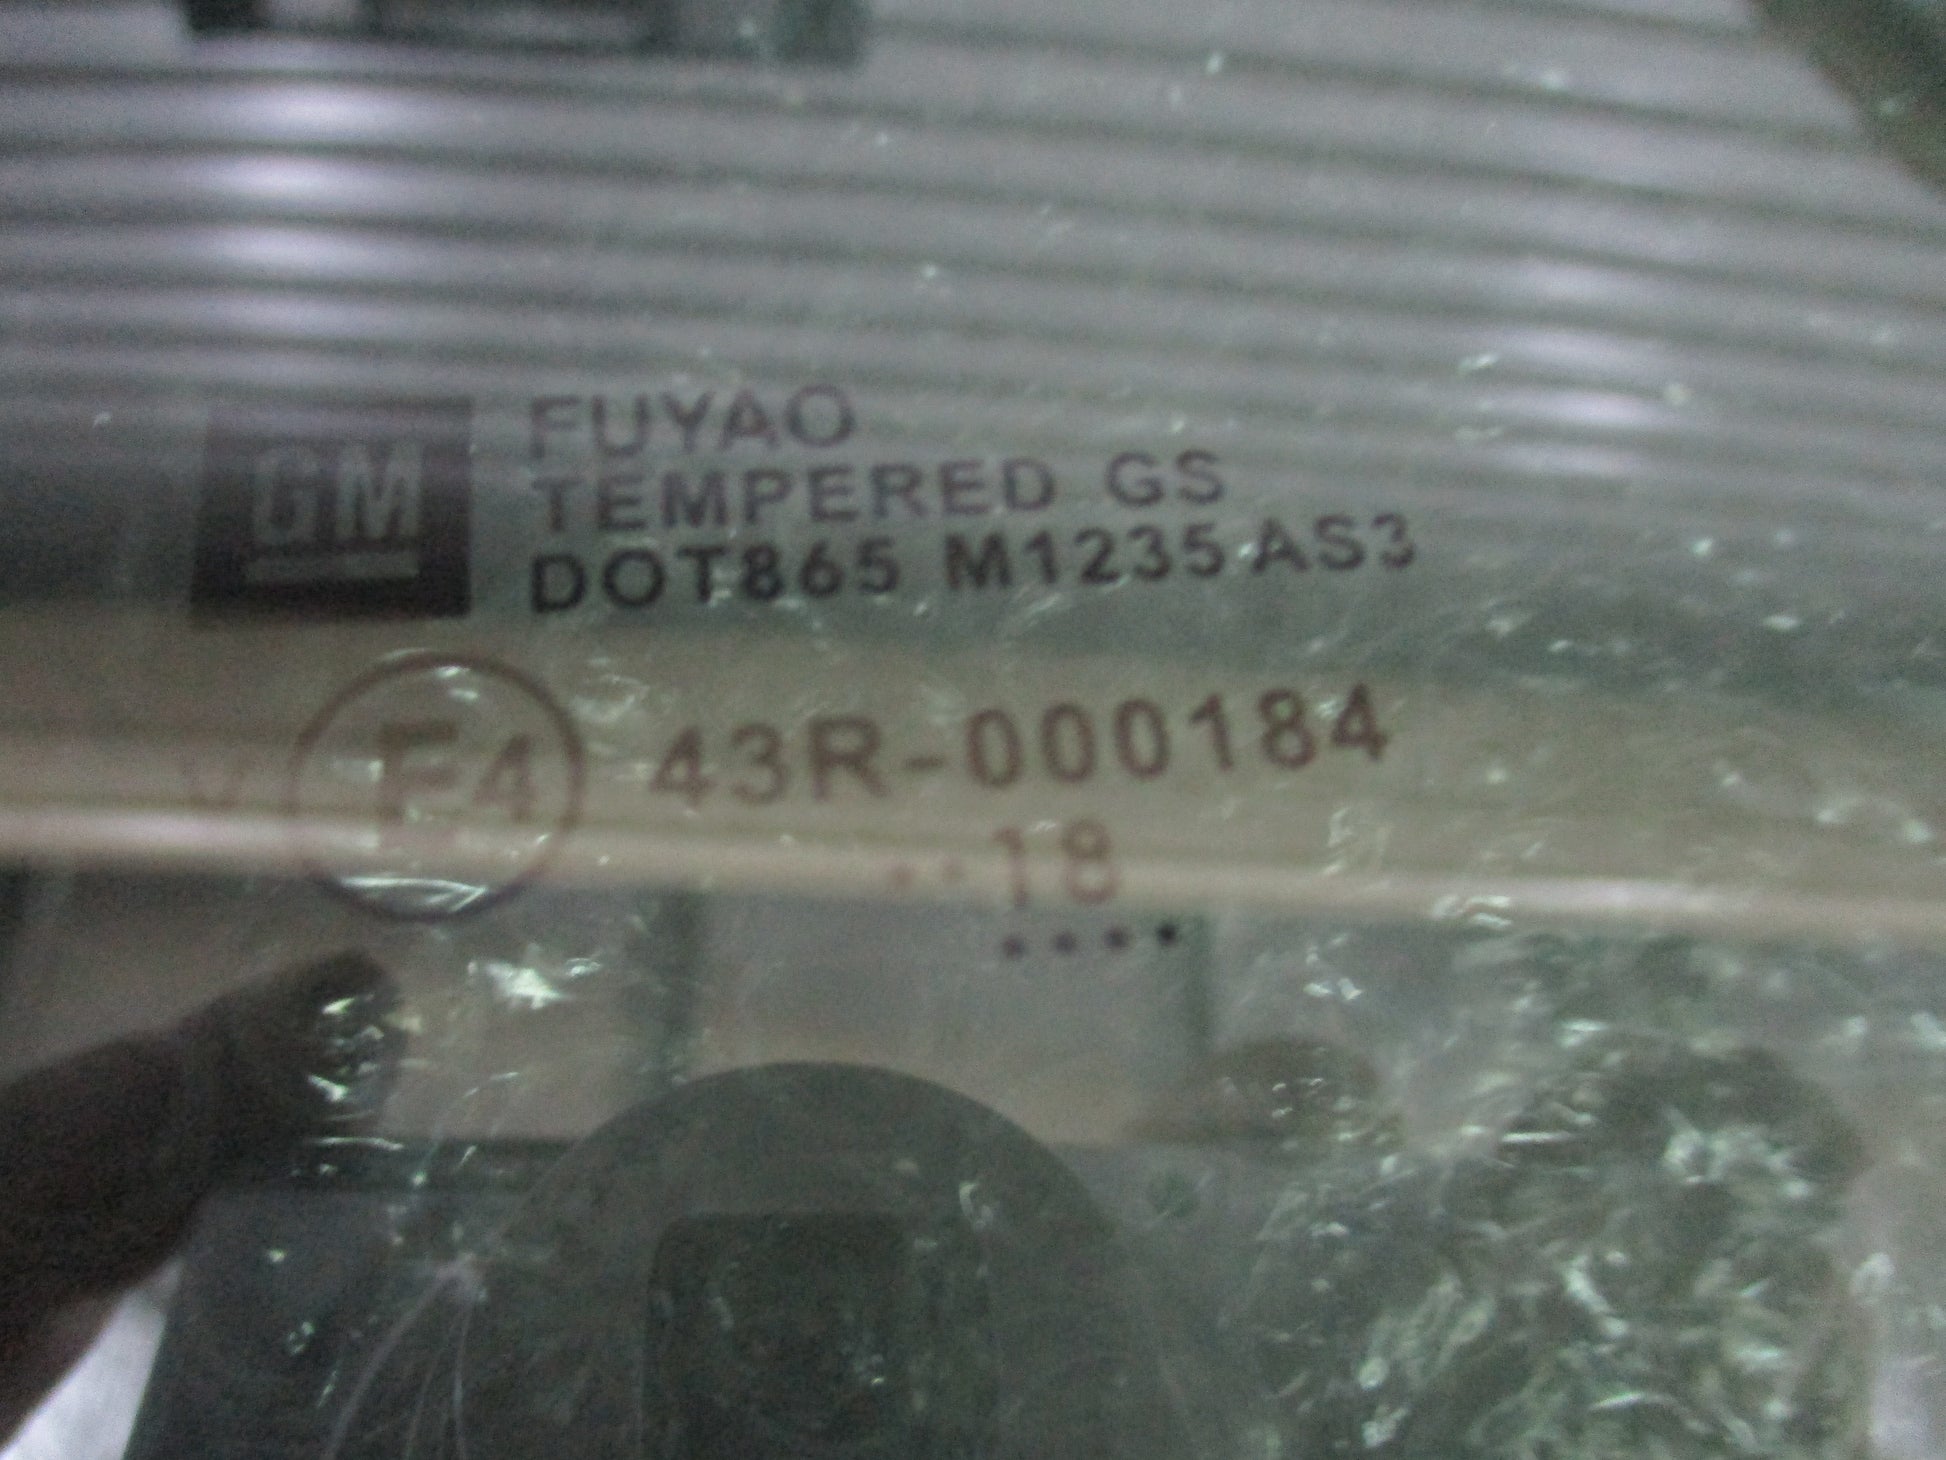 GM
FUYAO
TEMPERED GS
DOT865 M1235 AS3
V E4 43R-000184
..18
....